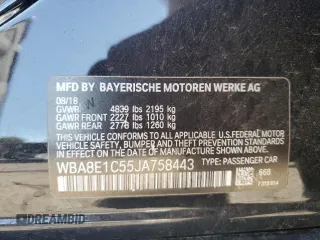 MFD BY BAYERISCHE MOTOREN WERKE AG
08/18
GVWR 4839 lbs 2195 kg
GAWR FRONT 2227 lbs 1010 kg
GAWR REAR 2778 lbs 1260 kg
THIS VEHICLE CONFORMS TO ALL APPLICABLE U.S. FEDERAL MOTOR
VEHICLE SAFETY, BUMPER, AND THEFT PREVENTION STANDARDS IN
EFFECT ON THE DATE OF MANUFACTURE SHOWN ABOVE.
WBA8E1C55JA758443 TYPE: PASSENGER CAR
668
DREAMBID